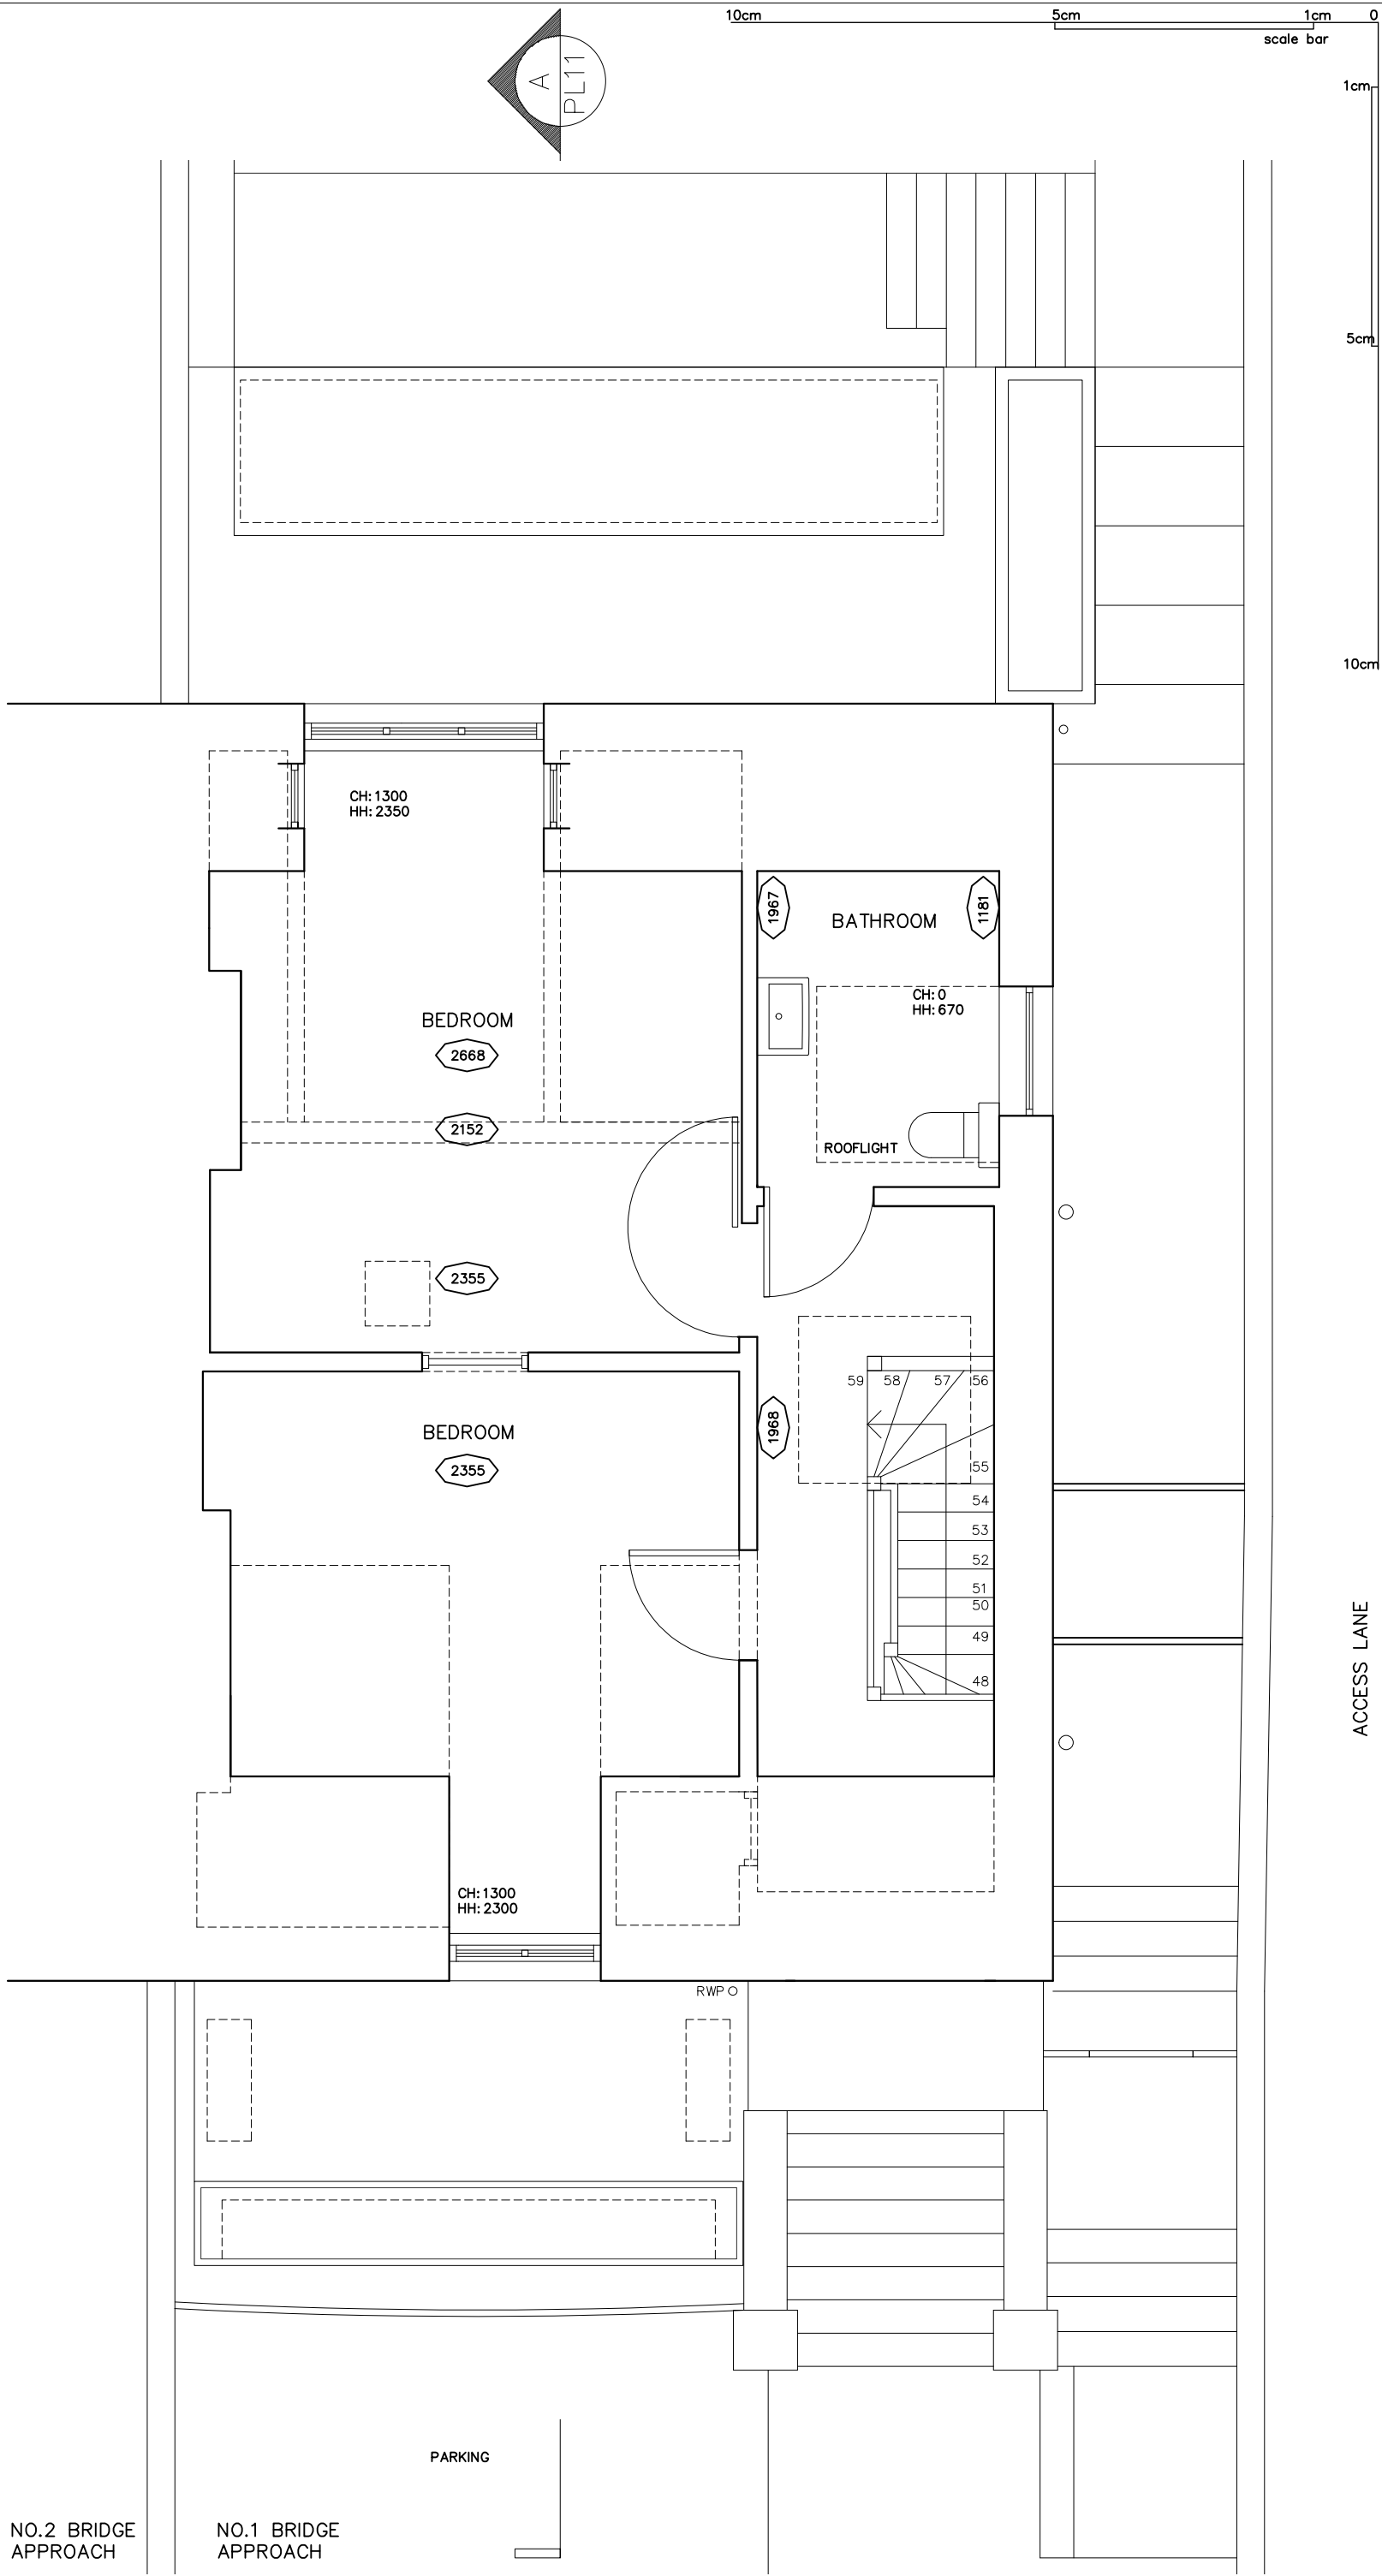 10cm
5cm
1cm
0
scale bar
1cm
5cm
10cm
A
PL11
CH:1300
HH:2350
1967
1181
BATHROOM
CH:0
HH:670
BEDROOM
2668
2152
ROOFLIGHT
2355
59
58
57
56
1968
BEDROOM
2355
55
54
53
52
51
50
49
48
ACCESS LANE
CH:1300
HH:2300
RWP
PARKING
NO.2 BRIDGE
APPROACH
NO.1 BRIDGE
APPROACH